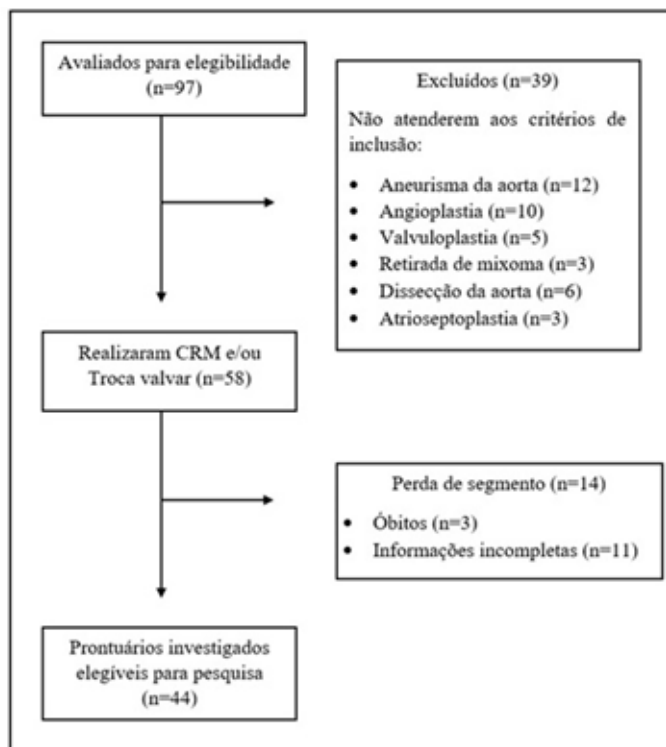 Avaliados para elegibilidade
(n=97)
Excluídos (n=39)
Não atenderem aos critérios de
inclusão:
• Aneurisma da aorta (n=12)
• Angioplastia (n=10)
• Valvuloplastia (n=5)
• Retirada de mixoma (n=3)
• Dissecção da aorta (n=6)
• Atrioseptoplastia (n=3)
Realizaram CRM e/ou
Troca valvar (n=58)
Perda de segmento (n=14)
• Óbitos (n=3)
• Informações incompletas (n=11)
Prontuários investigados
elegíveis para pesquisa
(n=44)